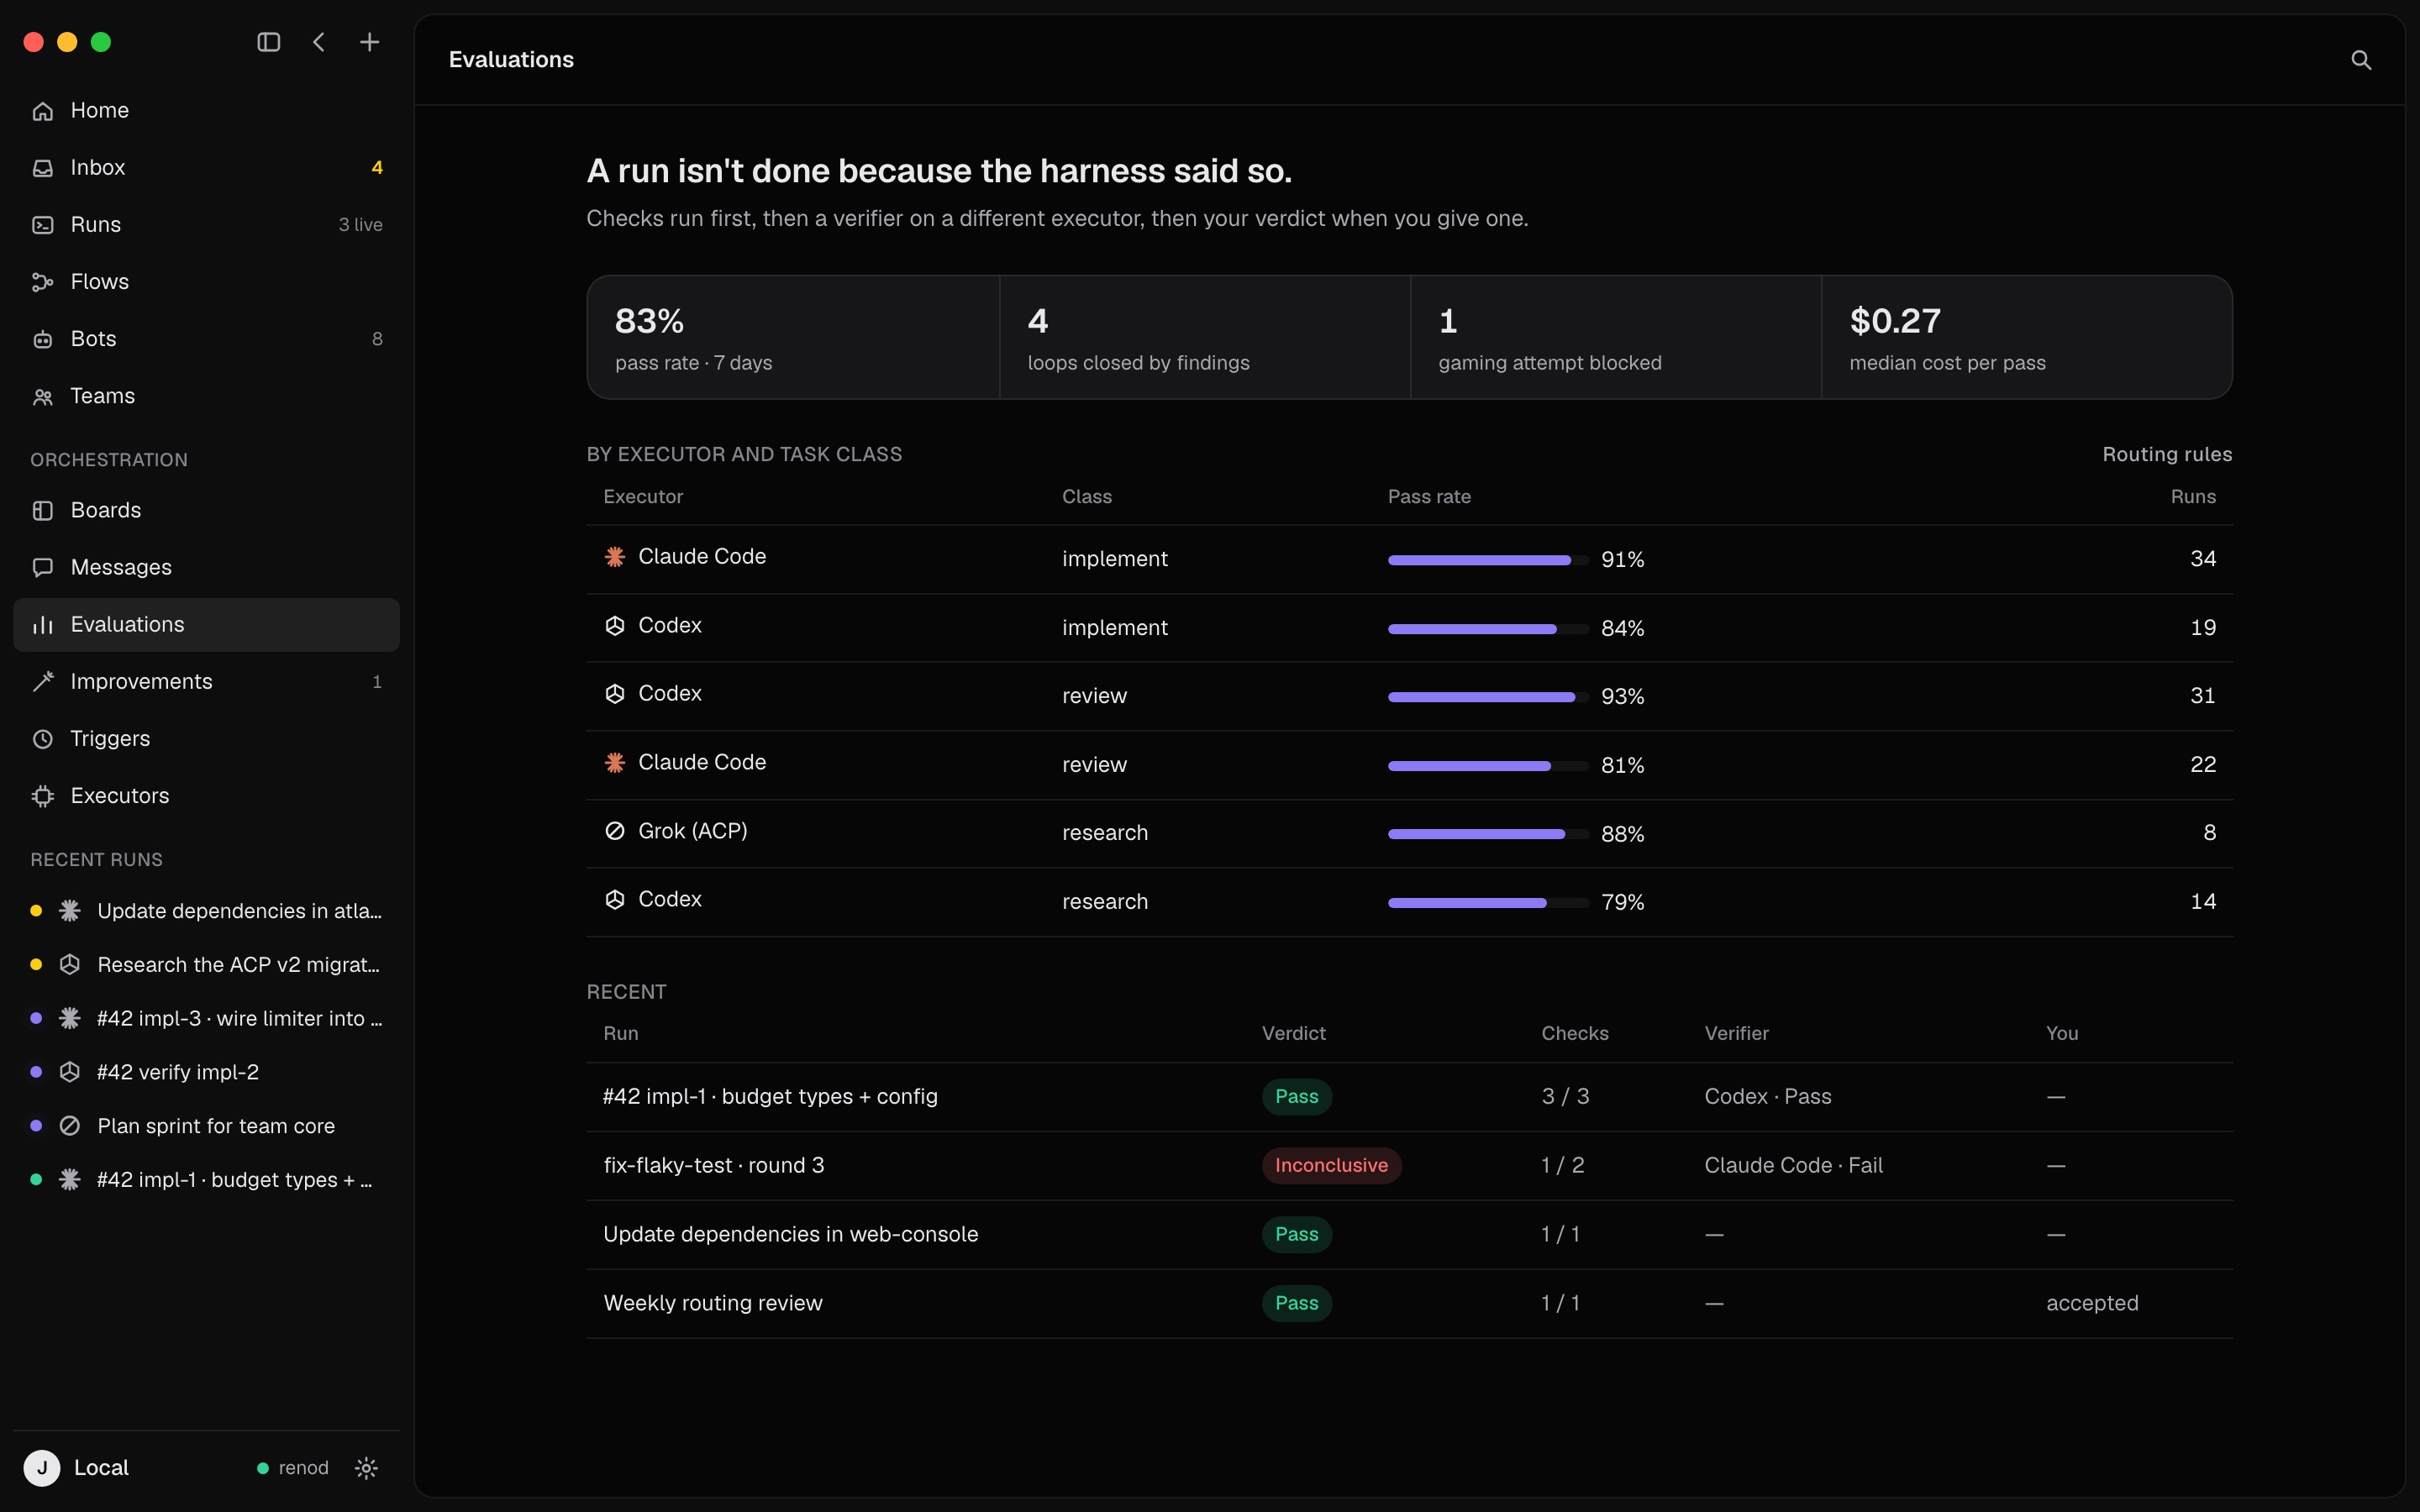 Home
Inbox 4
Runs 3 live
Flows
Bots 8
Teams
ORCHESTRATION
Boards
Messages
Evaluations
Improvements 1
Triggers
Executors
RECENT RUNS
Update dependencies in atla...
Research the ACP v2 migrat...
#42 impl-3 · wire limiter into ...
#42 verify impl-2
Plan sprint for team core
#42 impl-1 · budget types + ...
J Local renod
Evaluations
A run isn't done because the harness said so.
Checks run first, then a verifier on a different executor, then your verdict when you give one.
83% 4 1 $0.27
pass rate · 7 days loops closed by findings gaming attempt blocked median cost per pass
BY EXECUTOR AND TASK CLASS Routing rules
Executor Class Pass rate Runs
Claude Code implement 91% 34
Codex implement 84% 19
Codex review 93% 31
Claude Code review 81% 22
Grok (ACP) research 88% 8
Codex research 79% 14
RECENT
Run Verdict Checks Verifier You
#42 impl-1 · budget types + config Pass 3 / 3 Codex · Pass —
fix-flaky-test · round 3 Inconclusive 1 / 2 Claude Code · Fail —
Update dependencies in web-console Pass 1 / 1 — —
Weekly routing review Pass 1 / 1 — accepted